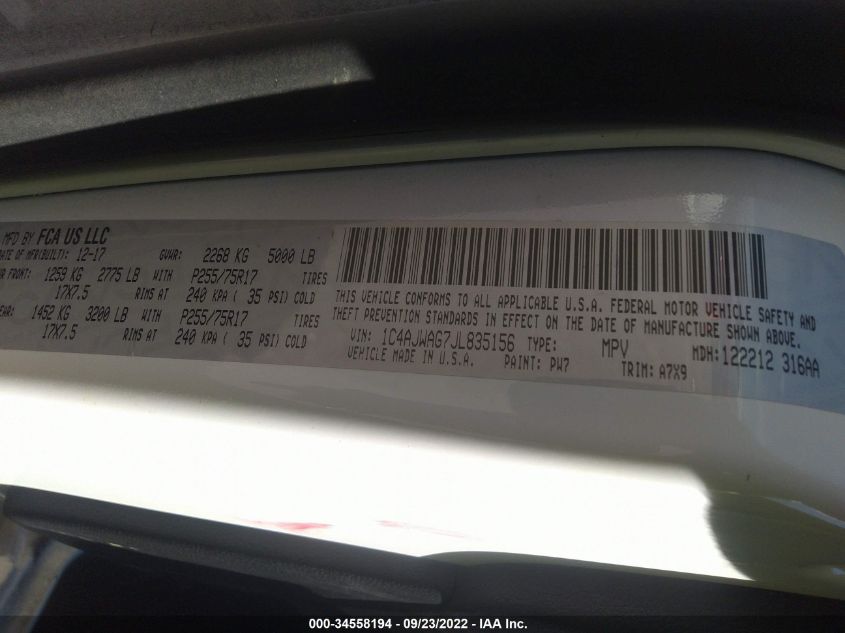 MFD BY FCA US LLC
DATE OF MFR(BUILT): 12-17 GVWR: 2268 KG 5000 LB
FRONT: 1259 KG 2775 LB WITH P255/75R17 TIRES
17X7.5 RIMS AT 240 KPA ( 35 PSI) COLD
1452 KG 3200 LB WITH P255/75R17 TIRES
17X7.5 RIMS AT 240 KPA ( 35 PSI) COLD
THIS VEHICLE CONFORMS TO ALL APPLICABLE U.S.A. FEDERAL MOTOR VEHICLE SAFETY AND
THEFT PREVENTION STANDARDS IN EFFECT ON THE DATE OF MANUFACTURE SHOWN ABOVE.
VIN: 1C4AJWAG7JL835156 TYPE: MPV MDH: 122212 316AA
VEHICLE MADE IN U.S.A. PAINT: PW7 TRIM: A7X9
000-34558194 - 09/23/2022 - IAA Inc.